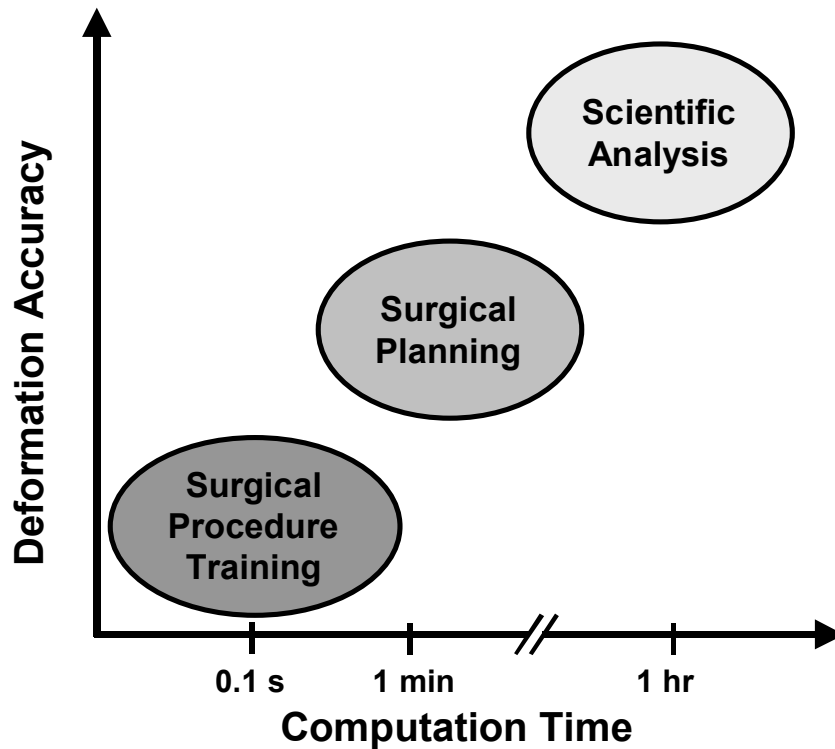 Deformation Accuracy
Scientific
Analysis
Surgical
Planning
Surgical
Procedure
Training
0.1 s
1 min
1 hr
Computation Time